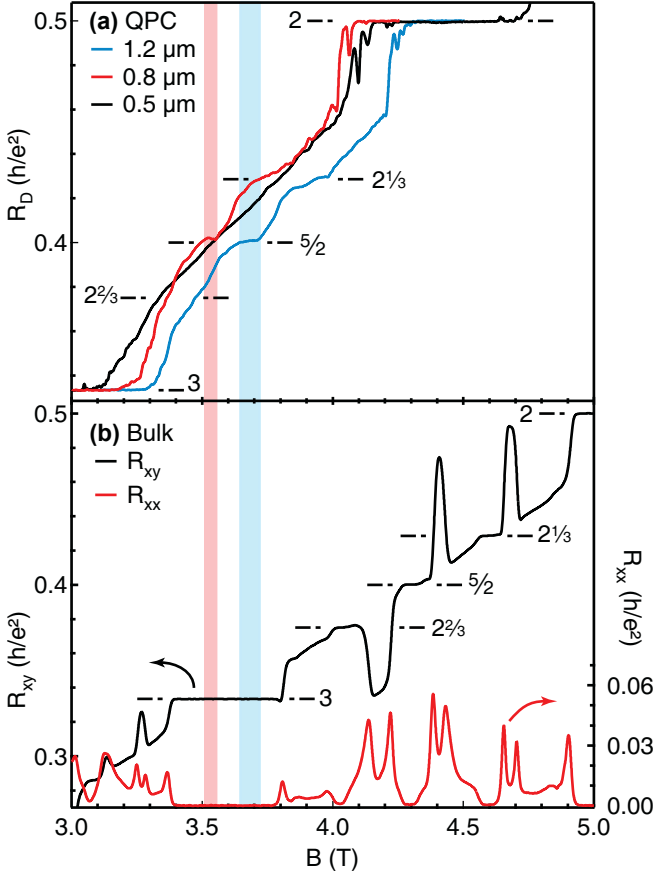 (a) QPC
1.2 µm
0.8 µm
0.5 µm
0.5
0.4
R_D (h/e²)
2
2⅓
5/2
2⅔
3
(b) Bulk
R_xy
R_xx
0.5
0.4
0.3
R_xy (h/e²)
2
2⅓
5/2
2⅔
3
0.06
0.03
0.00
R_xx (h/e²)
3.0 3.5 4.0 4.5 5.0
B (T)